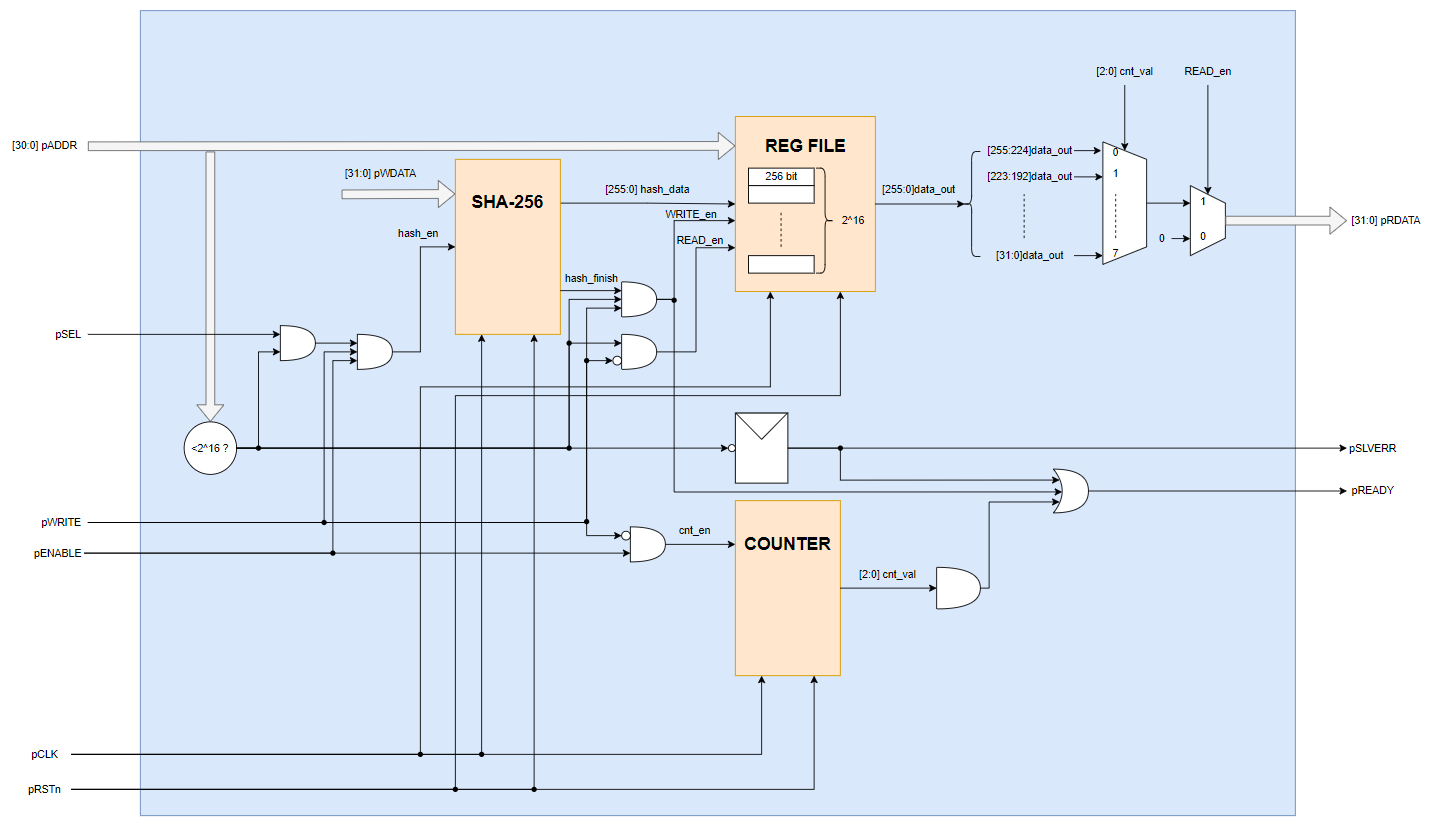 [2:0] cnt_val
READ_en
[30:0] pADDR
REG FILE
[255:224]data_out
0
[31:0] pWDATA
256 bit
[223:192]data_out
1
SHA-256
[255:0] hash_data
[255:0]data_out
1
WRITE_en
2^16
[31:0] pRDATA
hash_en
READ_en
0
0
[31:0]data_out
7
hash_finish
pSEL
<2^16 ?
pSLVERR
pREADY
pWRITE
cnt_en
COUNTER
pENABLE
[2:0] cnt_val
pCLK
pRSTn